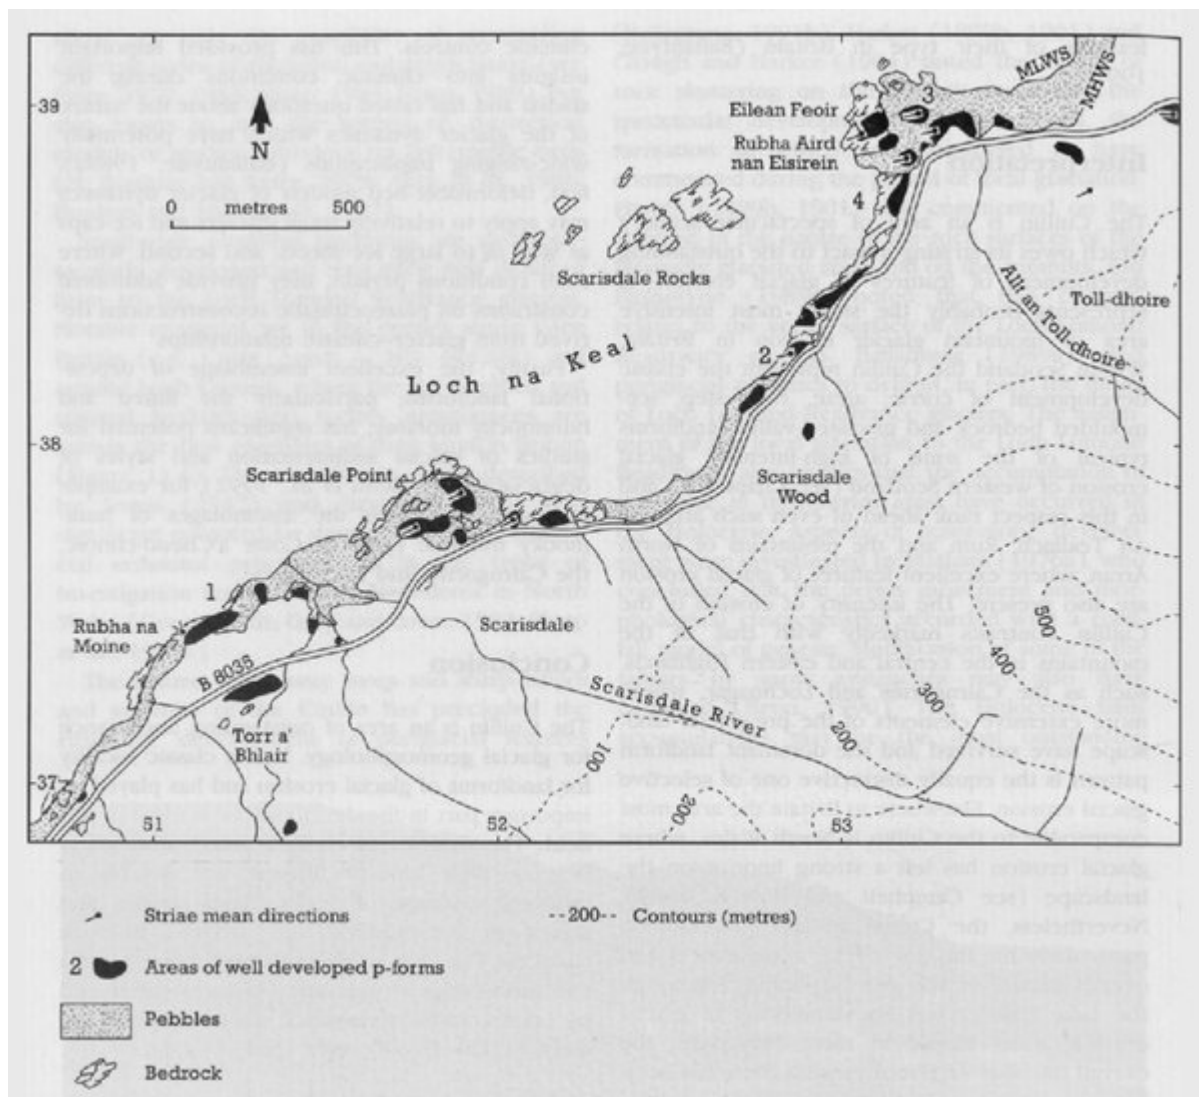 39
N
0 metres 500
MLWS
MHWS
Eilean Feoir
3
Rubha Aird
nan Eisirein
4
Scarisdale Rocks
Allt an Toll-dhoire
Toll-dhoire
Loch na Keal
2
38
Scarisdale Point
Scarisdale
Wood
1
Rubha na
Moine
B 8035
Scarisdale
Scarisdale River
500
400
300
200
100
200
Torr a'
Bhlair
37
51
52
53
Striae mean directions
--200-- Contours (metres)
2 Areas of well developed p-forms
Pebbles
Bedrock